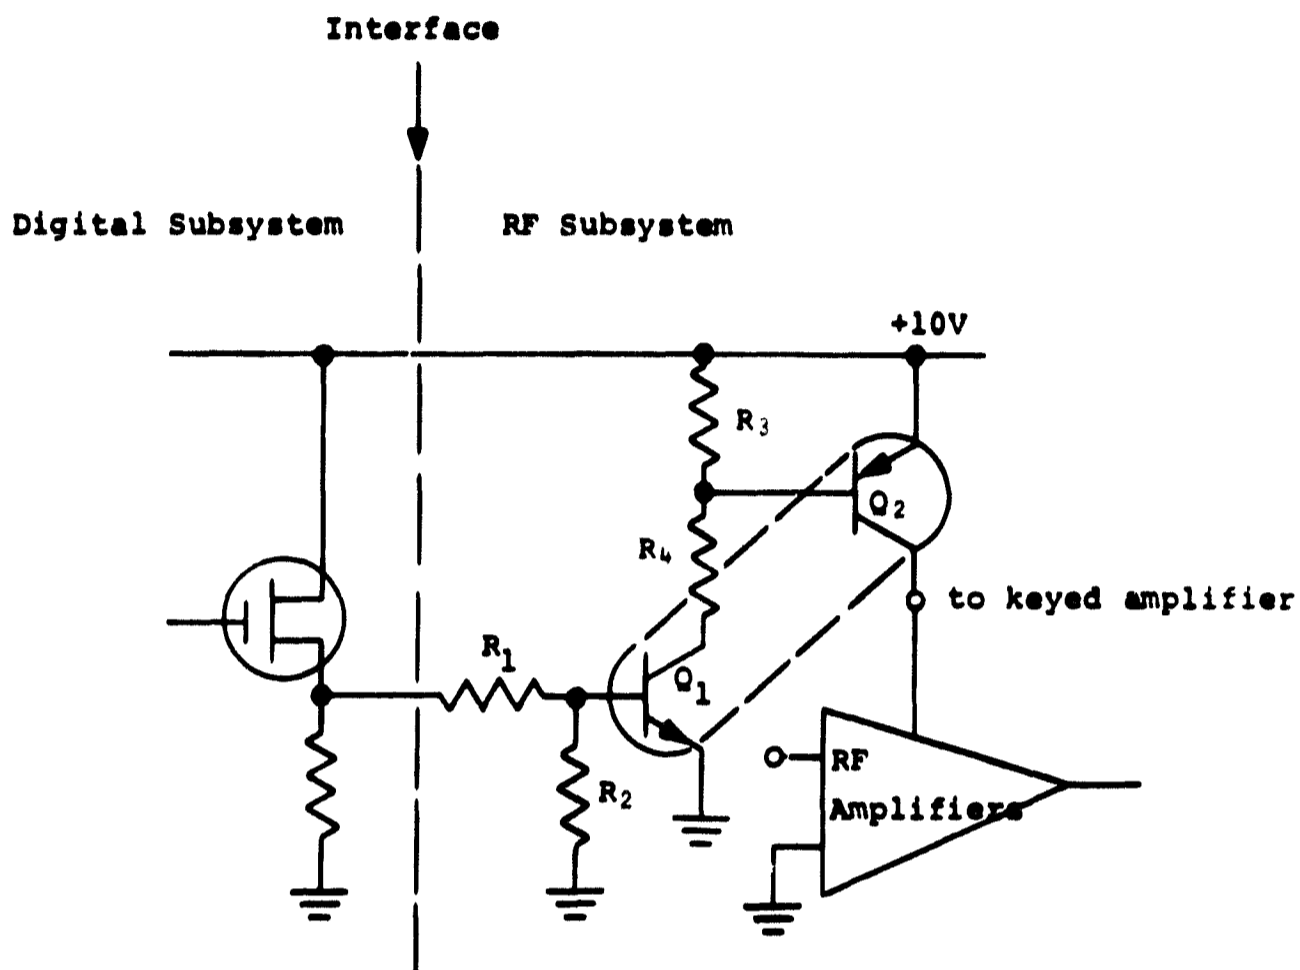 Interface
Digital Subsystem
RF Subsystem
+10V
R3
Q2
R4
to keyed amplifier
R1
Q1
RF
Amplifiers
R2